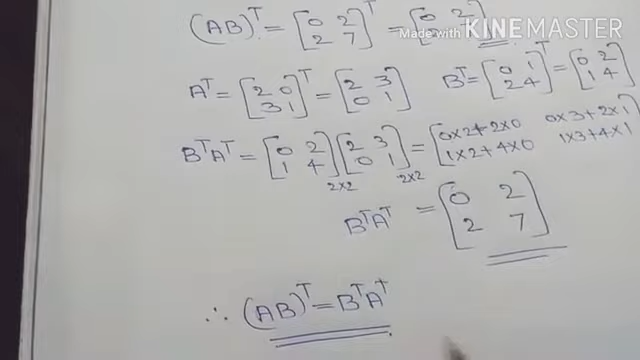 (AB)ᵀ = [0 2; 2 7]ᵀ = [0 2
Made with KINEMASTER
Aᵀ = [2 0; 3 1]ᵀ = [2 3; 0 1] Bᵀ = [0 1; 2 4]ᵀ = [0 2; 1 4]
BᵀAᵀ = [0 2; 1 4] 2×2 [2 3; 0 1] 2×2 = [0×2+2×0 0×3+2×1; 1×2+4×0 1×3+4×1]
BᵀAᵀ = [0 2; 2 7]
∴ (AB)ᵀ = BᵀAᵀ